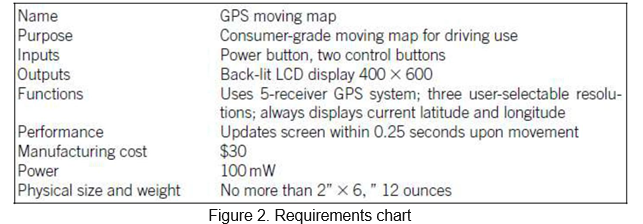 Name GPS moving map
Purpose Consumer-grade moving map for driving use
Inputs Power button, two control buttons
Outputs Back-lit LCD display 400 × 600
Functions Uses 5-receiver GPS system; three user-selectable resolu-
tions; always displays current latitude and longitude
Performance Updates screen within 0.25 seconds upon movement
Manufacturing cost $30
Power 100 mW
Physical size and weight No more than 2” × 6, ” 12 ounces
Figure 2. Requirements chart